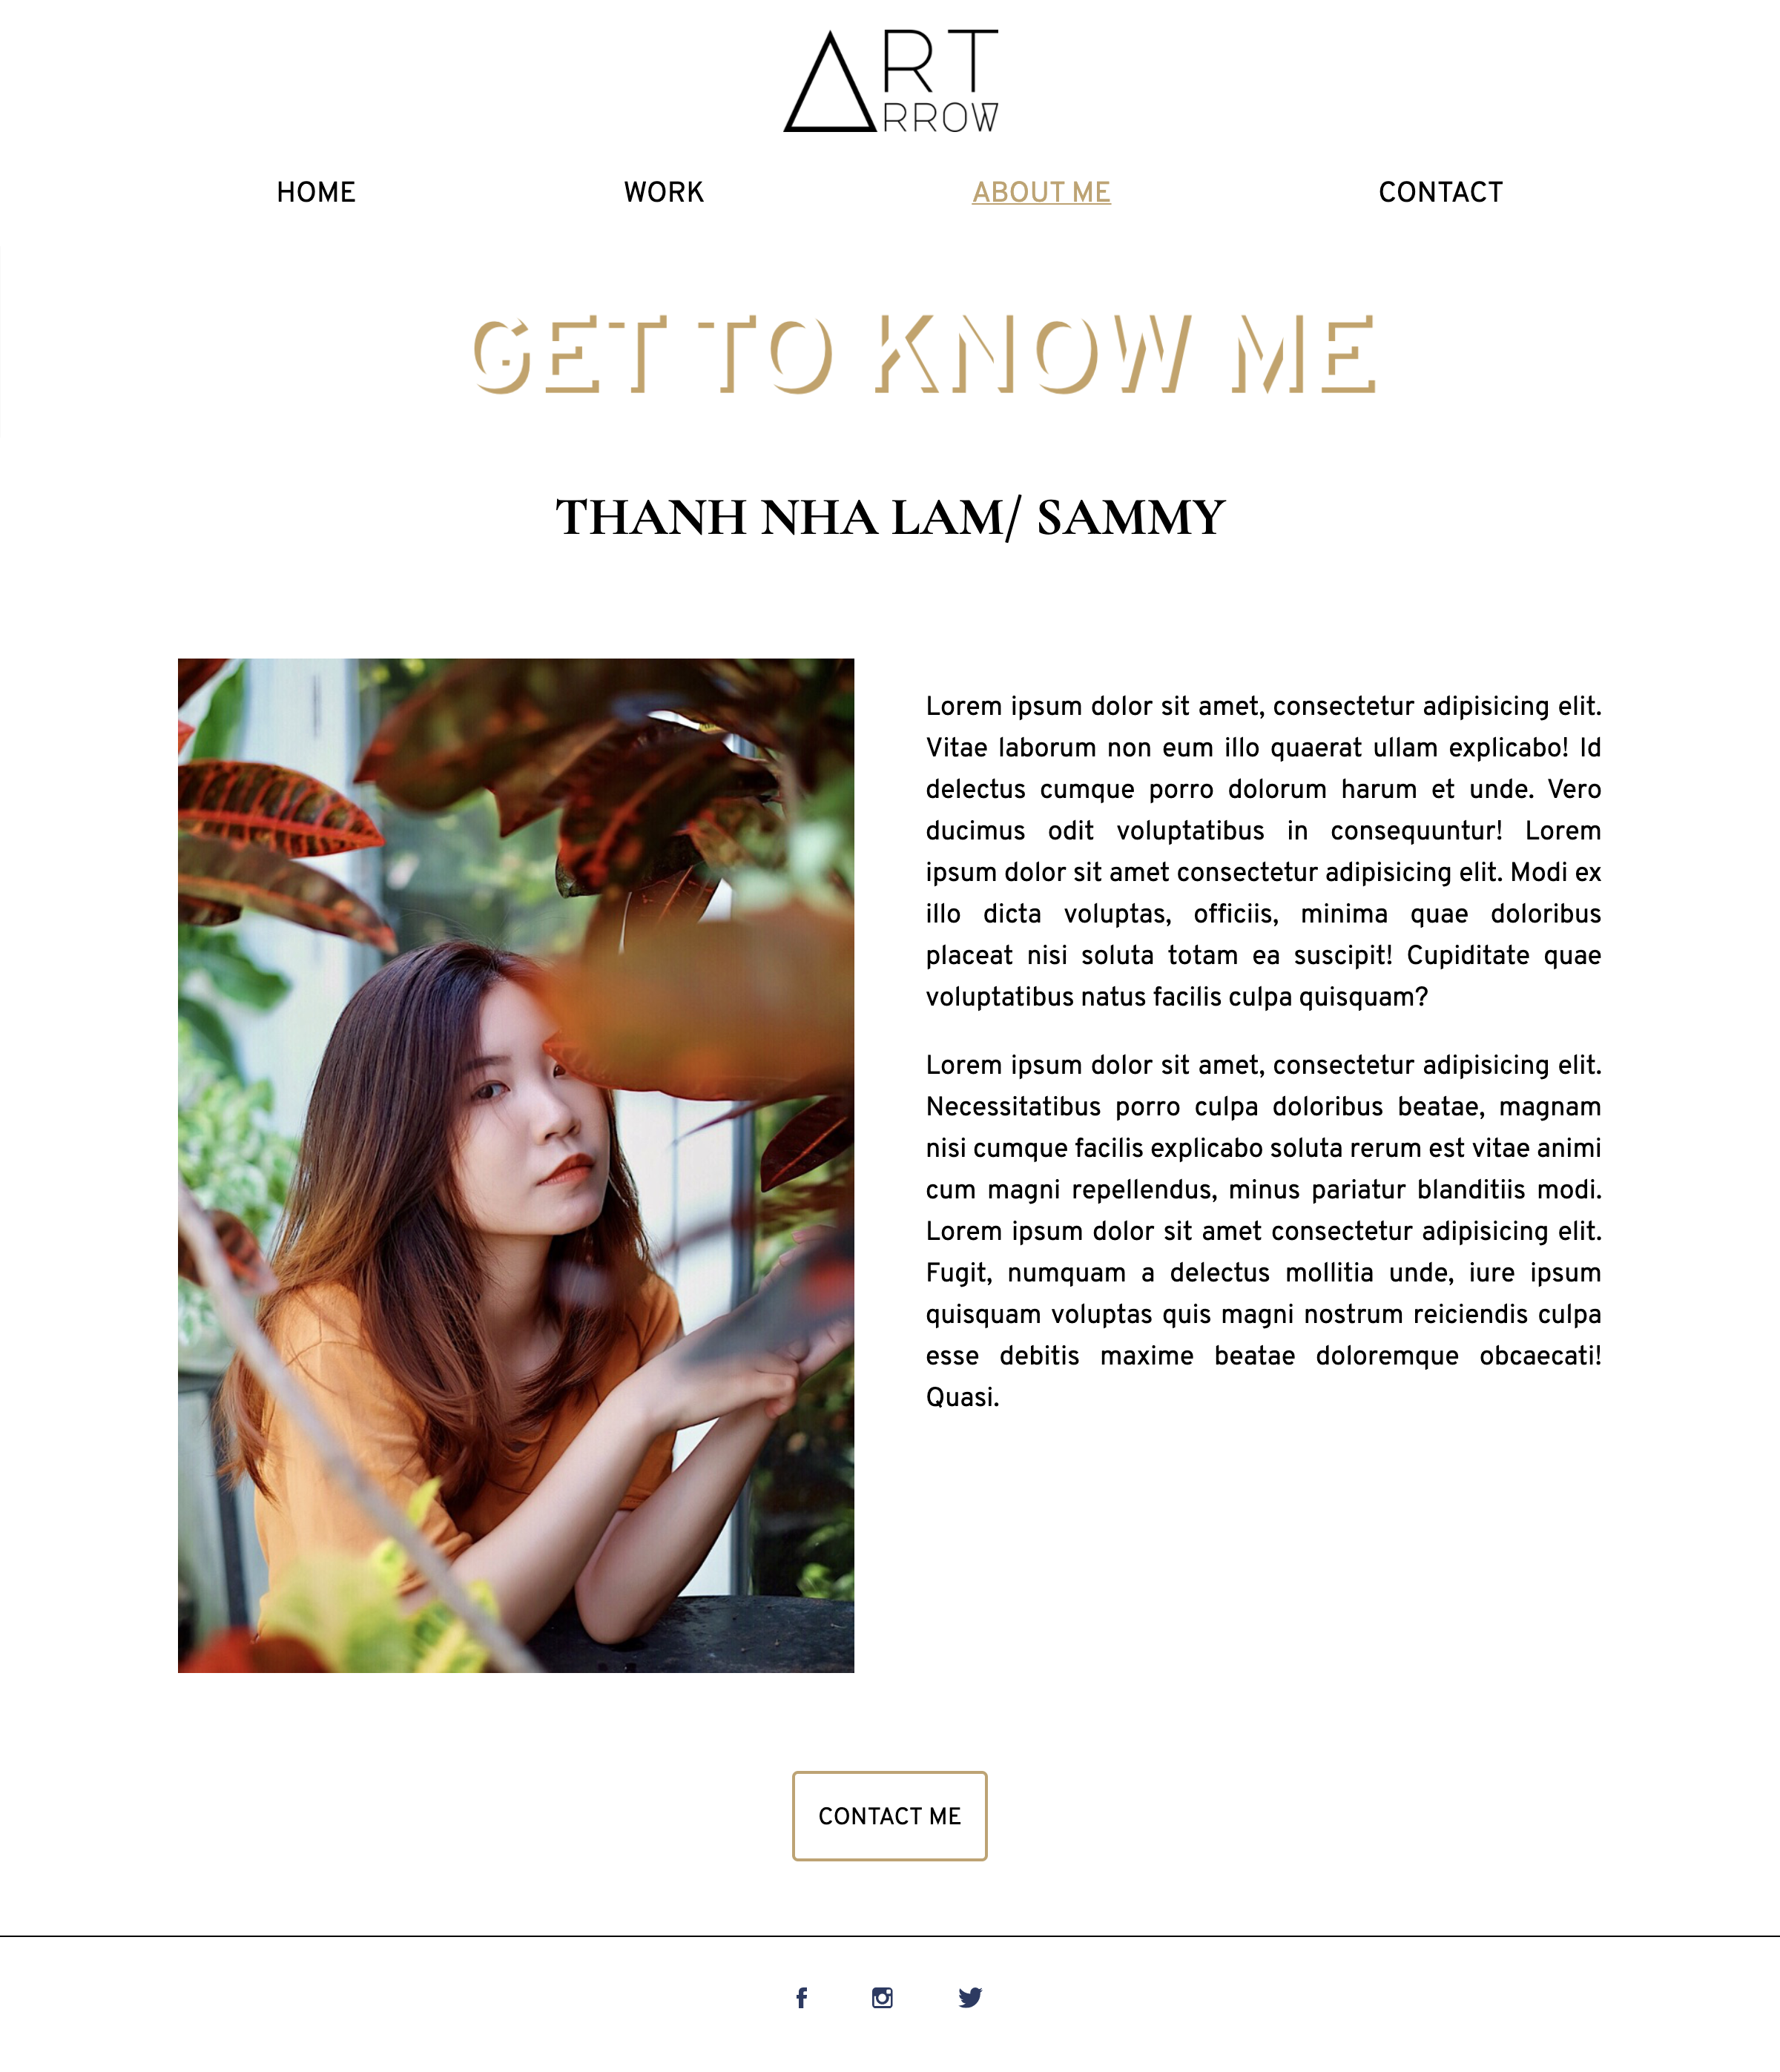 ART
RROW
HOME WORK ABOUT ME CONTACT
GET TO KNOW ME
THANH NHA LAM/ SAMMY
Lorem ipsum dolor sit amet, consectetur adipisicing elit.
Vitae laborum non eum illo quaerat ullam explicabo! Id
delectus cumque porro dolorum harum et unde. Vero
ducimus odit voluptatibus in consequuntur! Lorem
ipsum dolor sit amet consectetur adipisicing elit. Modi ex
illo dicta voluptas, officiis, minima quae doloribus
placeat nisi soluta totam ea suscipit! Cupiditate quae
voluptatibus natus facilis culpa quisquam?
Lorem ipsum dolor sit amet, consectetur adipisicing elit.
Necessitatibus porro culpa doloribus beatae, magnam
nisi cumque facilis explicabo soluta rerum est vitae animi
cum magni repellendus, minus pariatur blanditiis modi.
Lorem ipsum dolor sit amet consectetur adipisicing elit.
Fugit, numquam a delectus mollitia unde, iure ipsum
quisquam voluptas quis magni nostrum reiciendis culpa
esse debitis maxime beatae doloremque obcaecati!
Quasi.
CONTACT ME